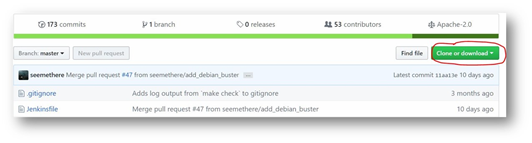 173 commits 1 branch 0 releases 53 contributors Apache-2.0
Branch: master New pull request Find file Clone or download
seemethere Merge pull request #47 from seemethere/add_debian_buster ... Latest commit 11aa13e 10 days ago
.gitignore Adds log output from `make check` to gitignore 3 months ago
Jenkinsfile Merge pull request #47 from seemethere/add_debian_buster 10 days ago